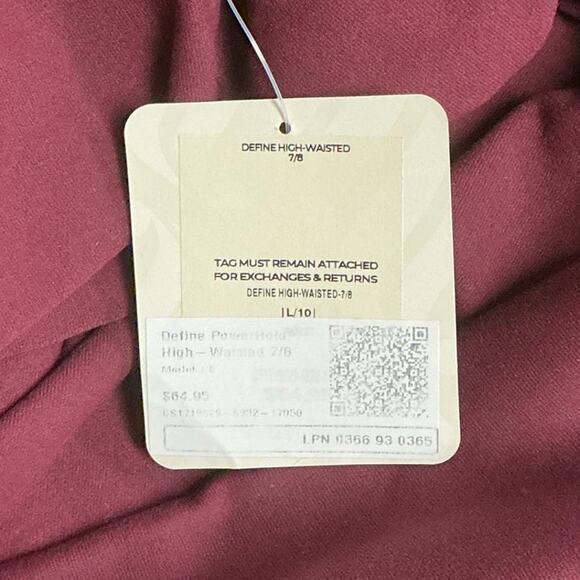 DEFINE HIGH-WAISTED
7/8
TAG MUST REMAIN ATTACHED
FOR EXCHANGES & RETURNS
DEFINE HIGH-WAISTED-7/8
|L/10|
Define PowerHold
High-Waisted 7/8
$64.95
LPN 0366 93 0365